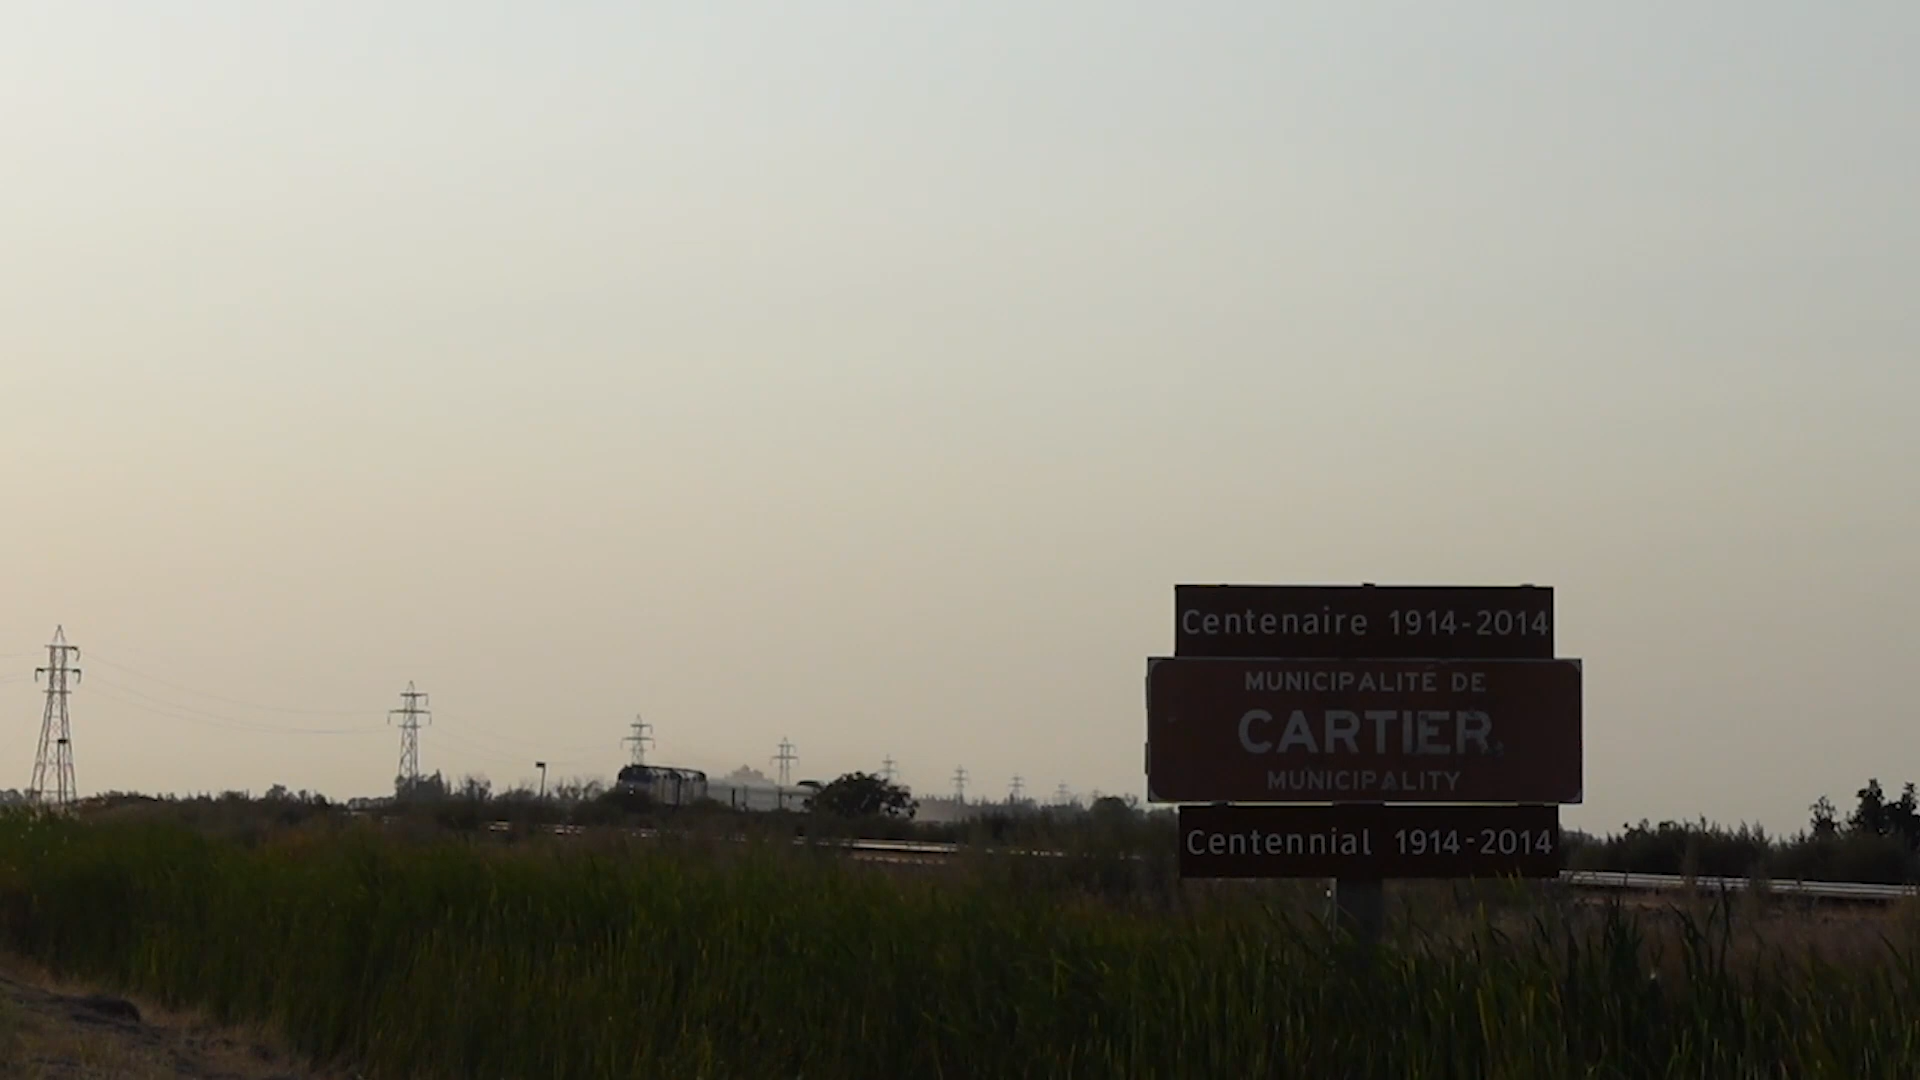 Centenaire 1914-2014
MUNICIPALITÉ DE
CARTIER
MUNICIPALITY
Centennial 1914-2014